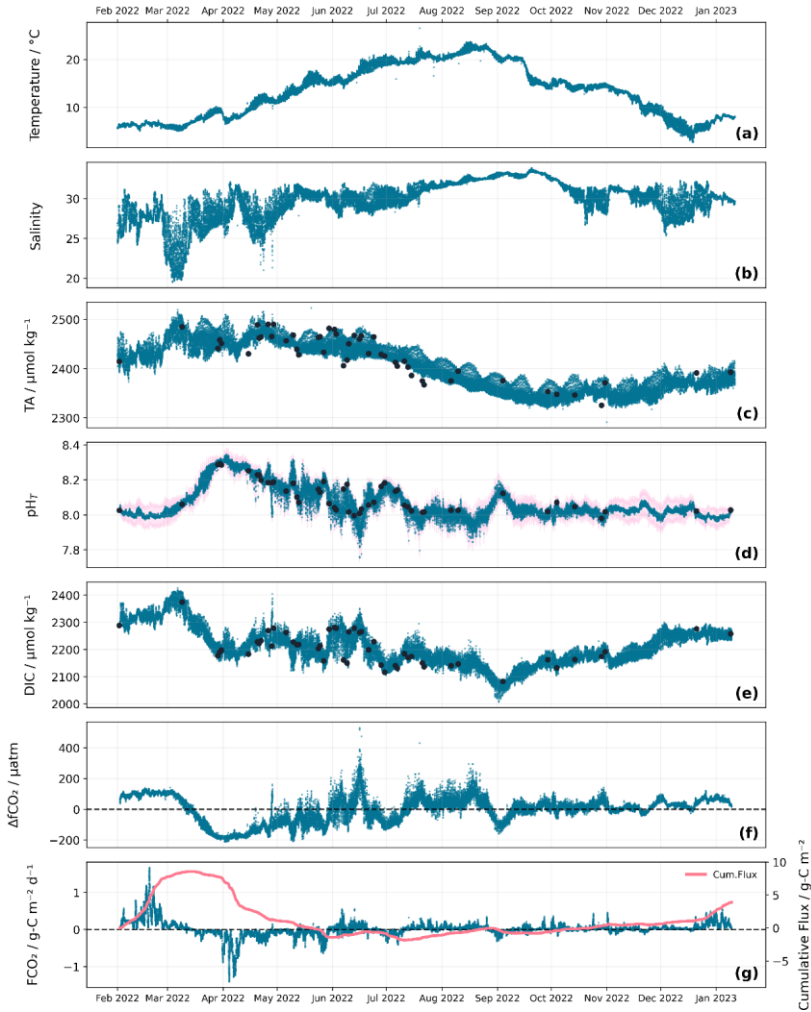 Feb 2022 Mar 2022 Apr 2022 May 2022 Jun 2022 Jul 2022 Aug 2022 Sep 2022 Oct 2022 Nov 2022 Dec 2022 Jan 2023
Temperature / °C
20
10
(a)
Salinity
30
25
20
(b)
TA / μmol kg⁻¹
2500
2400
2300
(c)
pH_T
8.4
8.2
8.0
7.8
(d)
DIC / μmol kg⁻¹
2400
2300
2200
2100
2000
(e)
ΔfCO₂ / μatm
400
200
0
−200
(f)
FCO₂ / g-C m⁻² d⁻¹
1
0
−1
Cum.Flux
10
5
0
−5
Cumulative Flux / g-C m⁻²
(g)
Feb 2022 Mar 2022 Apr 2022 May 2022 Jun 2022 Jul 2022 Aug 2022 Sep 2022 Oct 2022 Nov 2022 Dec 2022 Jan 2023